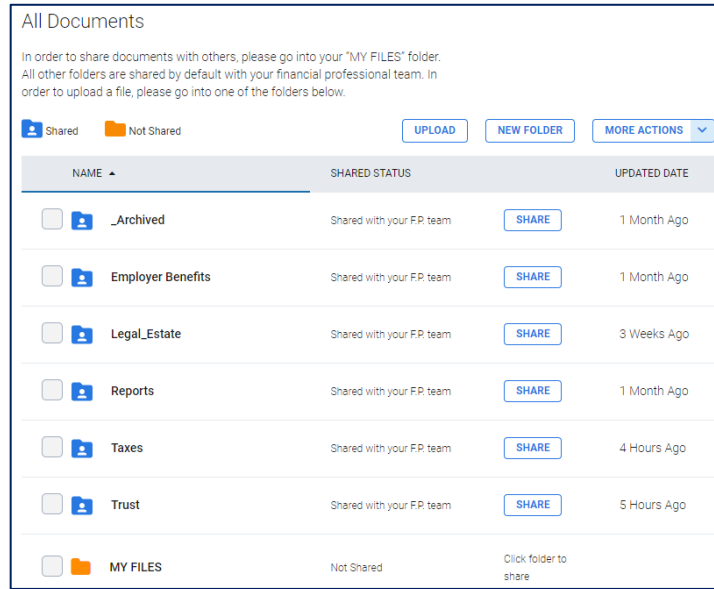 All Documents
In order to share documents with others, please go into your "MY FILES" folder.
All other folders are shared by default with your financial professional team. In
order to upload a file, please go into one of the folders below.
Shared Not Shared UPLOAD NEW FOLDER MORE ACTIONS
NAME SHARED STATUS UPDATED DATE
_Archived Shared with your F.P. team SHARE 1 Month Ago
Employer Benefits Shared with your F.P. team SHARE 1 Month Ago
Legal_Estate Shared with your F.P. team SHARE 3 Weeks Ago
Reports Shared with your F.P. team SHARE 1 Month Ago
Taxes Shared with your F.P. team SHARE 4 Hours Ago
Trust Shared with your F.P. team SHARE 5 Hours Ago
MY FILES Not Shared Click folder to
share